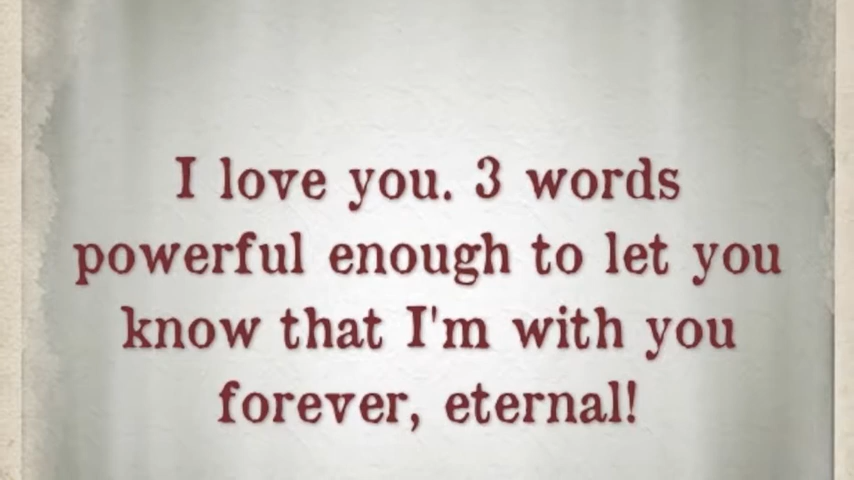 I love you. 3 words
powerful enough to let you
know that I'm with you
forever, eternal!